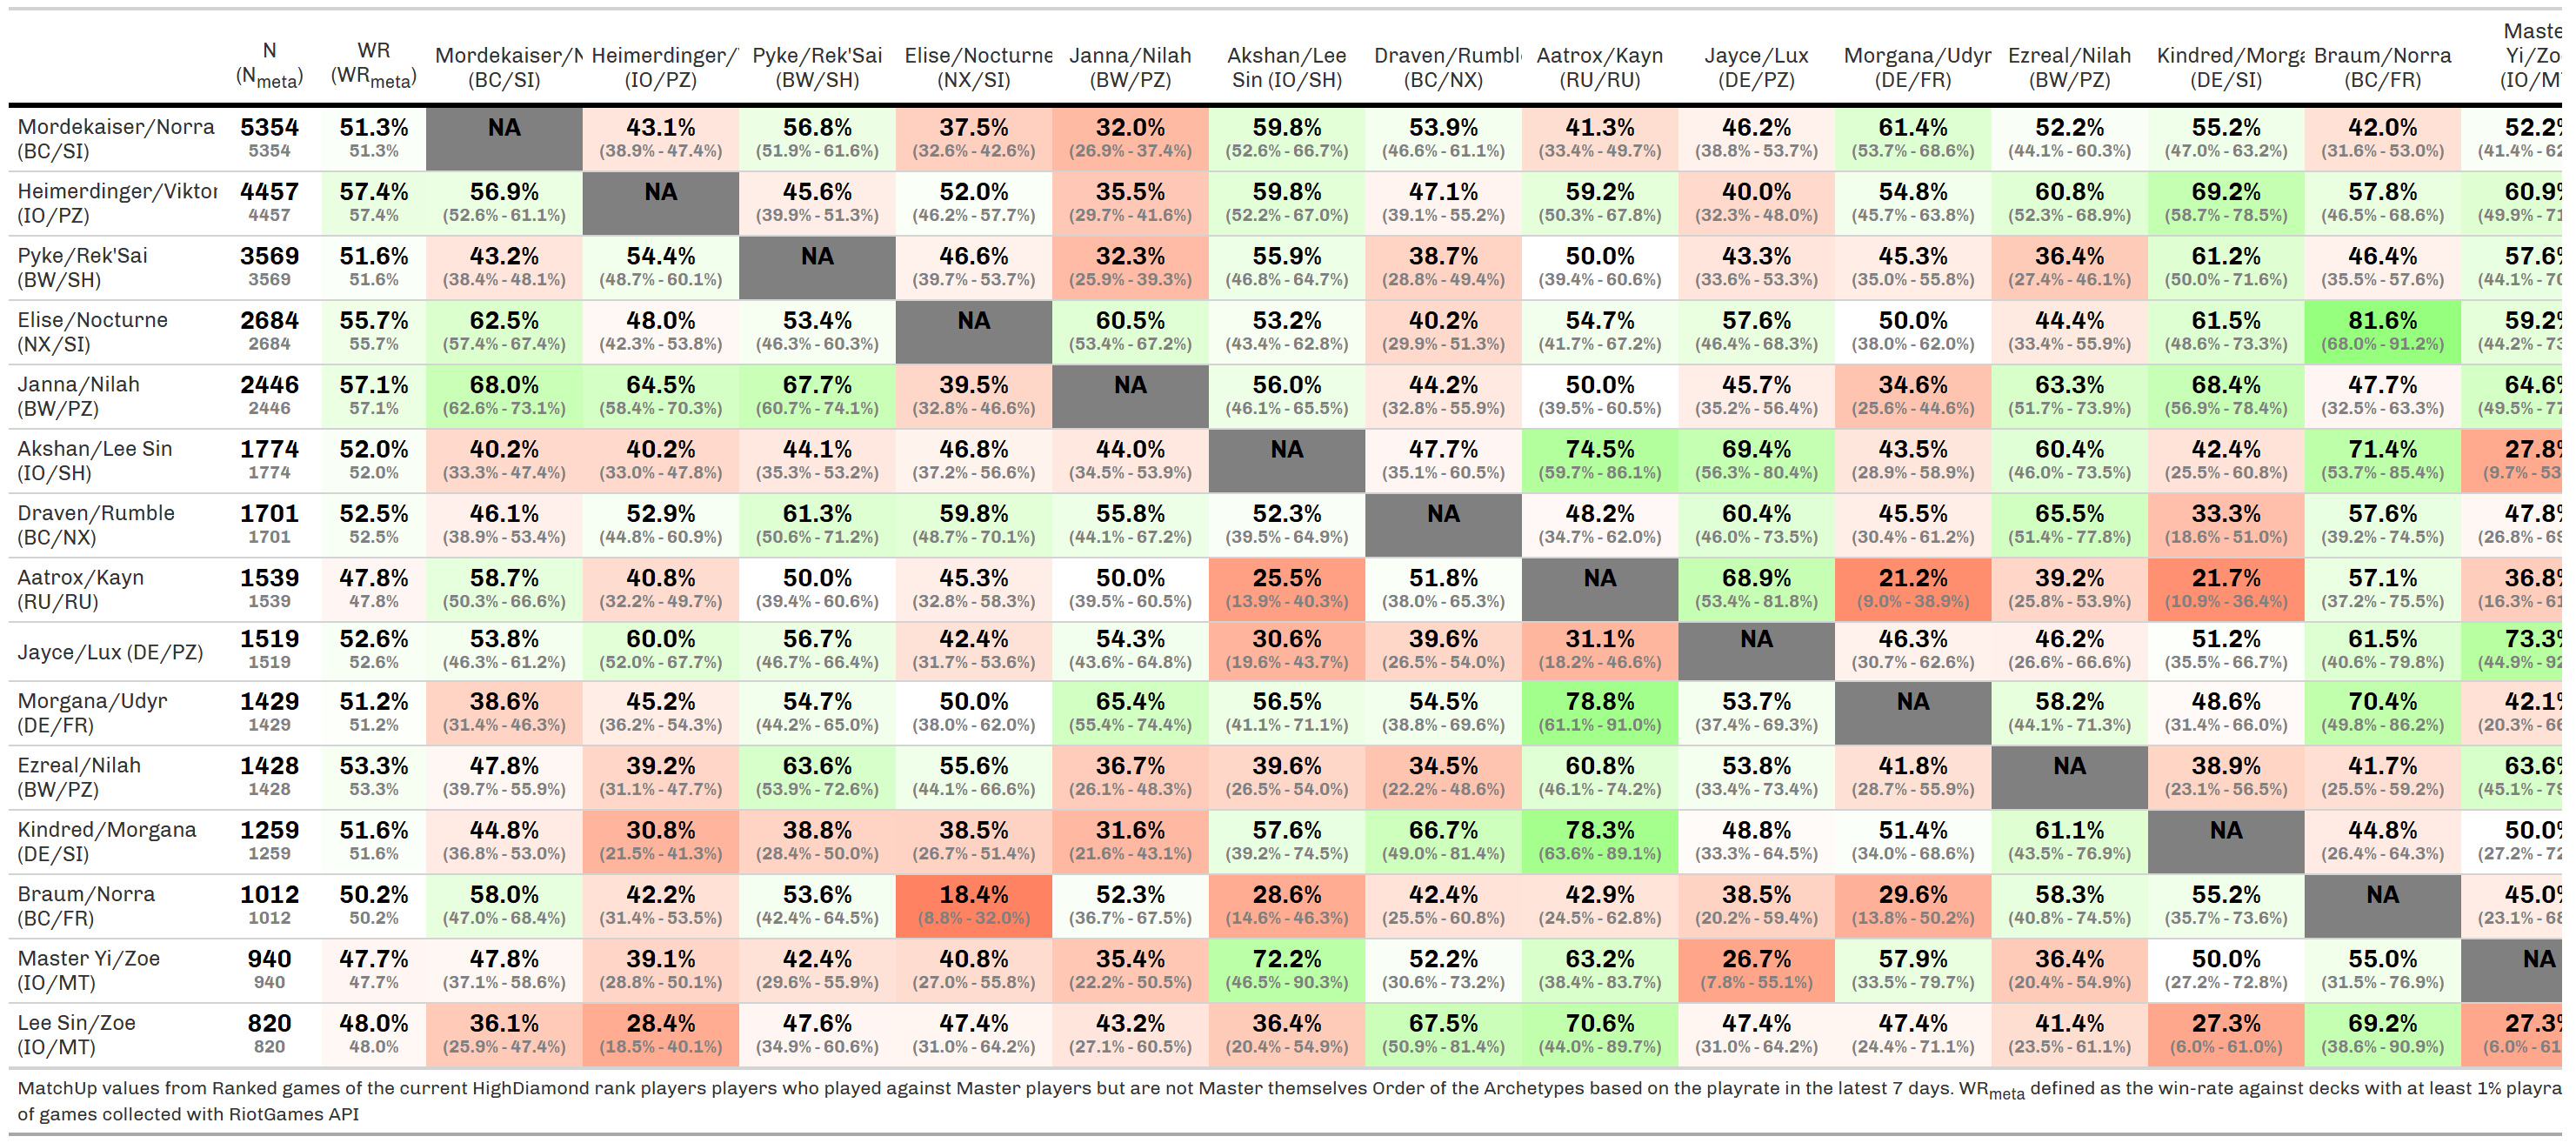 N WR Mordekaiser/N Heimerdinger/ Pyke/Rek'Sai Elise/Nocturne Janna/Nilah Akshan/Lee Draven/Rumbl Aatrox/Kayn Jayce/Lux Morgana/Udyr Ezreal/Nilah Kindred/Morga Braum/Norra Maste
(Nmeta) (WRmeta) (BC/SI) (IO/PZ) (BW/SH) (NX/SI) (BW/PZ) Sin (IO/SH) (BC/NX) (RU/RU) (DE/PZ) (DE/FR) (BW/PZ) (DE/SI) (BC/FR) Yi/Zo (IO/M
Mordekaiser/Norra 5354 51.3% NA 43.1% 56.8% 37.5% 32.0% 59.8% 53.9% 41.3% 46.2% 61.4% 52.2% 55.2% 42.0% 52.2%
(BC/SI) 5354 51.3% (38.9% - 47.4%) (51.9% - 61.6%) (32.6% - 42.6%) (26.9% - 37.4%) (52.6% - 66.7%) (46.6% - 61.1%) (33.4% - 49.7%) (38.8% - 53.7%) (53.7% - 68.6%) (44.1% - 60.3%) (47.0% - 63.2%) (31.6% - 53.0%) (41.4% - 62
Heimerdinger/Viktor 4457 57.4% 56.9% NA 45.6% 52.0% 35.5% 59.8% 47.1% 59.2% 40.0% 54.8% 60.8% 69.2% 57.8% 60.9%
(IO/PZ) 4457 57.4% (52.6% - 61.1%) (39.9% - 51.3%) (46.2% - 57.7%) (29.7% - 41.6%) (52.2% - 67.0%) (39.1% - 55.2%) (50.3% - 67.8%) (32.3% - 48.0%) (45.7% - 63.8%) (52.3% - 68.9%) (58.7% - 78.5%) (46.5% - 68.6%) (49.9% - 71
Pyke/Rek'Sai 3569 51.6% 43.2% 54.4% NA 46.6% 32.3% 55.9% 38.7% 50.0% 43.3% 45.3% 36.4% 61.2% 46.4% 57.6%
(BW/SH) 3569 51.6% (38.4% - 48.1%) (48.7% - 60.1%) (39.7% - 53.7%) (25.9% - 39.3%) (46.8% - 64.7%) (28.8% - 49.4%) (39.4% - 60.6%) (33.6% - 53.3%) (35.0% - 55.8%) (27.4% - 46.1%) (50.0% - 71.6%) (35.5% - 57.6%) (44.1% - 70
Elise/Nocturne 2684 55.7% 62.5% 48.0% 53.4% NA 60.5% 53.2% 40.2% 54.7% 57.6% 50.0% 44.4% 61.5% 81.6% 59.2%
(NX/SI) 2684 55.7% (57.4% - 67.4%) (42.3% - 53.8%) (46.3% - 60.3%) (53.4% - 67.2%) (43.4% - 62.8%) (29.9% - 51.3%) (41.7% - 67.2%) (46.4% - 68.3%) (38.0% - 62.0%) (33.4% - 55.9%) (48.6% - 73.3%) (68.0% - 91.2%) (44.2% - 73
Janna/Nilah 2446 57.1% 68.0% 64.5% 67.7% 39.5% NA 56.0% 44.2% 50.0% 45.7% 34.6% 63.3% 68.4% 47.7% 64.6%
(BW/PZ) 2446 57.1% (62.6% - 73.1%) (58.4% - 70.3%) (60.7% - 74.1%) (32.8% - 46.6%) (46.1% - 65.5%) (32.8% - 55.9%) (39.5% - 60.5%) (35.2% - 56.4%) (25.6% - 44.6%) (51.7% - 73.9%) (56.9% - 78.4%) (32.5% - 63.3%) (49.5% - 77
Akshan/Lee Sin 1774 52.0% 40.2% 40.2% 44.1% 46.8% 44.0% NA 47.7% 74.5% 69.4% 43.5% 60.4% 42.4% 71.4% 27.8%
(IO/SH) 1774 52.0% (33.3% - 47.4%) (33.0% - 47.8%) (35.3% - 53.2%) (37.2% - 56.6%) (34.5% - 53.9%) (35.1% - 60.5%) (59.7% - 86.1%) (56.3% - 80.4%) (28.9% - 58.9%) (46.0% - 73.5%) (25.5% - 60.8%) (53.7% - 85.4%) (9.7% - 53
Draven/Rumble 1701 52.5% 46.1% 52.9% 61.3% 59.8% 55.8% 52.3% NA 48.2% 60.4% 45.5% 65.5% 33.3% 57.6% 47.8%
(BC/NX) 1701 52.5% (38.9% - 53.4%) (44.8% - 60.9%) (50.6% - 71.2%) (48.7% - 70.1%) (44.1% - 67.2%) (39.5% - 64.9%) (34.7% - 62.0%) (46.0% - 73.5%) (30.4% - 61.2%) (51.4% - 77.8%) (18.6% - 51.0%) (39.2% - 74.5%) (26.8% - 69
Aatrox/Kayn 1539 47.8% 58.7% 40.8% 50.0% 45.3% 50.0% 25.5% 51.8% NA 68.9% 21.2% 39.2% 21.7% 57.1% 36.8%
(RU/RU) 1539 47.8% (50.3% - 66.6%) (32.2% - 49.7%) (39.4% - 60.6%) (32.8% - 58.3%) (39.5% - 60.5%) (13.9% - 40.3%) (38.0% - 65.3%) (53.4% - 81.8%) (9.0% - 38.9%) (25.8% - 53.9%) (10.9% - 36.4%) (37.2% - 75.5%) (16.3% - 61
Jayce/Lux (DE/PZ) 1519 52.6% 53.8% 60.0% 56.7% 42.4% 54.3% 30.6% 39.6% 31.1% NA 46.3% 46.2% 51.2% 61.5% 73.3%
1519 52.6% (46.3% - 61.2%) (52.0% - 67.7%) (46.7% - 66.4%) (31.7% - 53.6%) (43.6% - 64.8%) (19.6% - 43.7%) (26.5% - 54.0%) (18.2% - 46.6%) (30.7% - 62.6%) (26.6% - 66.6%) (35.5% - 66.7%) (40.6% - 79.8%) (44.9% - 92
Morgana/Udyr 1429 51.2% 38.6% 45.2% 54.7% 50.0% 65.4% 56.5% 54.5% 78.8% 53.7% NA 58.2% 48.6% 70.4% 42.1%
(DE/FR) 1429 51.2% (31.4% - 46.3%) (36.2% - 54.3%) (44.2% - 65.0%) (38.0% - 62.0%) (55.4% - 74.4%) (41.1% - 71.1%) (38.8% - 69.6%) (61.1% - 91.0%) (37.4% - 69.3%) (44.1% - 71.3%) (31.4% - 66.0%) (49.8% - 86.2%) (20.3% - 66
Ezreal/Nilah 1428 53.3% 47.8% 39.2% 63.6% 55.6% 36.7% 39.6% 34.5% 60.8% 53.8% 41.8% NA 38.9% 41.7% 63.6%
(BW/PZ) 1428 53.3% (39.7% - 55.9%) (31.1% - 47.7%) (53.9% - 72.6%) (44.1% - 66.6%) (26.1% - 48.3%) (26.5% - 54.0%) (22.2% - 48.6%) (46.1% - 74.2%) (33.4% - 73.4%) (28.7% - 55.9%) (23.1% - 56.5%) (25.5% - 59.2%) (45.1% - 79
Kindred/Morgana 1259 51.6% 44.8% 30.8% 38.8% 38.5% 31.6% 57.6% 66.7% 78.3% 48.8% 51.4% 61.1% NA 44.8% 50.0%
(DE/SI) 1259 51.6% (36.8% - 53.0%) (21.5% - 41.3%) (28.4% - 50.0%) (26.7% - 51.4%) (21.6% - 43.1%) (39.2% - 74.5%) (49.0% - 81.4%) (63.6% - 89.1%) (33.3% - 64.5%) (34.0% - 68.6%) (43.5% - 76.9%) (26.4% - 64.3%) (27.2% - 72
Braum/Norra 1012 50.2% 58.0% 42.2% 53.6% 18.4% 52.3% 28.6% 42.4% 42.9% 38.5% 29.6% 58.3% 55.2% NA 45.0%
(BC/FR) 1012 50.2% (47.0% - 68.4%) (31.4% - 53.5%) (42.4% - 64.5%) (8.8% - 32.0%) (36.7% - 67.5%) (14.6% - 46.3%) (25.5% - 60.8%) (24.5% - 62.8%) (20.2% - 59.4%) (13.8% - 50.2%) (40.8% - 74.5%) (35.7% - 73.6%) (23.1% - 68
Master Yi/Zoe 940 47.7% 47.8% 39.1% 42.4% 40.8% 35.4% 72.2% 52.2% 63.2% 26.7% 57.9% 36.4% 50.0% 55.0% NA
(IO/MT) 940 47.7% (37.1% - 58.6%) (28.8% - 50.1%) (29.6% - 55.9%) (27.0% - 55.8%) (22.2% - 50.5%) (46.5% - 90.3%) (30.6% - 73.2%) (38.4% - 83.7%) (7.8% - 55.1%) (33.5% - 79.7%) (20.4% - 54.9%) (27.2% - 72.8%) (31.5% - 76.9%)
Lee Sin/Zoe 820 48.0% 36.1% 28.4% 47.6% 47.4% 43.2% 36.4% 67.5% 70.6% 47.4% 47.4% 41.4% 27.3% 69.2% 27.3%
(IO/MT) 820 48.0% (25.9% - 47.4%) (18.5% - 40.1%) (34.9% - 60.6%) (31.0% - 64.2%) (27.1% - 60.5%) (20.4% - 54.9%) (50.9% - 81.4%) (44.0% - 89.7%) (31.0% - 64.2%) (24.4% - 71.1%) (23.5% - 61.1%) (6.0% - 61.0%) (38.6% - 90.9%) (6.0% - 61
MatchUp values from Ranked games of the current HighDiamond rank players players who played against Master players but are not Master themselves Order of the Archetypes based on the playrate in the latest 7 days. WRmeta defined as the win-rate against decks with at least 1% playra
of games collected with RiotGames API